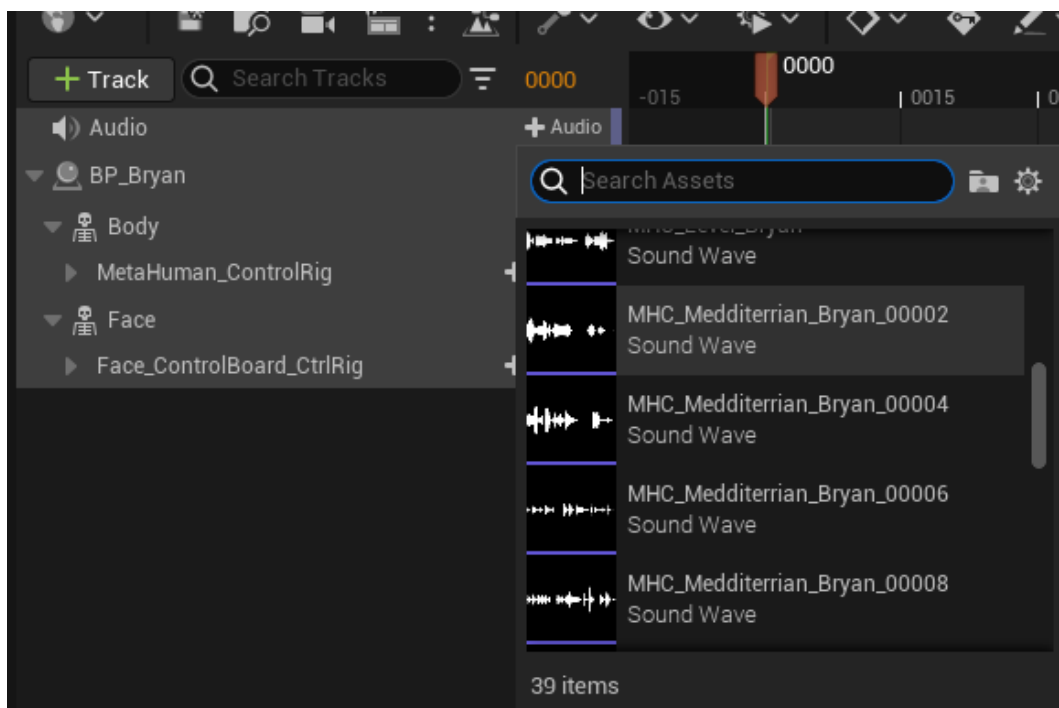 + Track
Search Tracks
0000
0000
-015
0015
Audio
+ Audio
BP_Bryan
Search Assets
Body
MHC_Level_Bryan
Sound Wave
MetaHuman_ControlRig
MHC_Medditerrian_Bryan_00002
Sound Wave
Face
Face_ControlBoard_CtrlRig
MHC_Medditerrian_Bryan_00004
Sound Wave
MHC_Medditerrian_Bryan_00006
Sound Wave
MHC_Medditerrian_Bryan_00008
Sound Wave
39 items